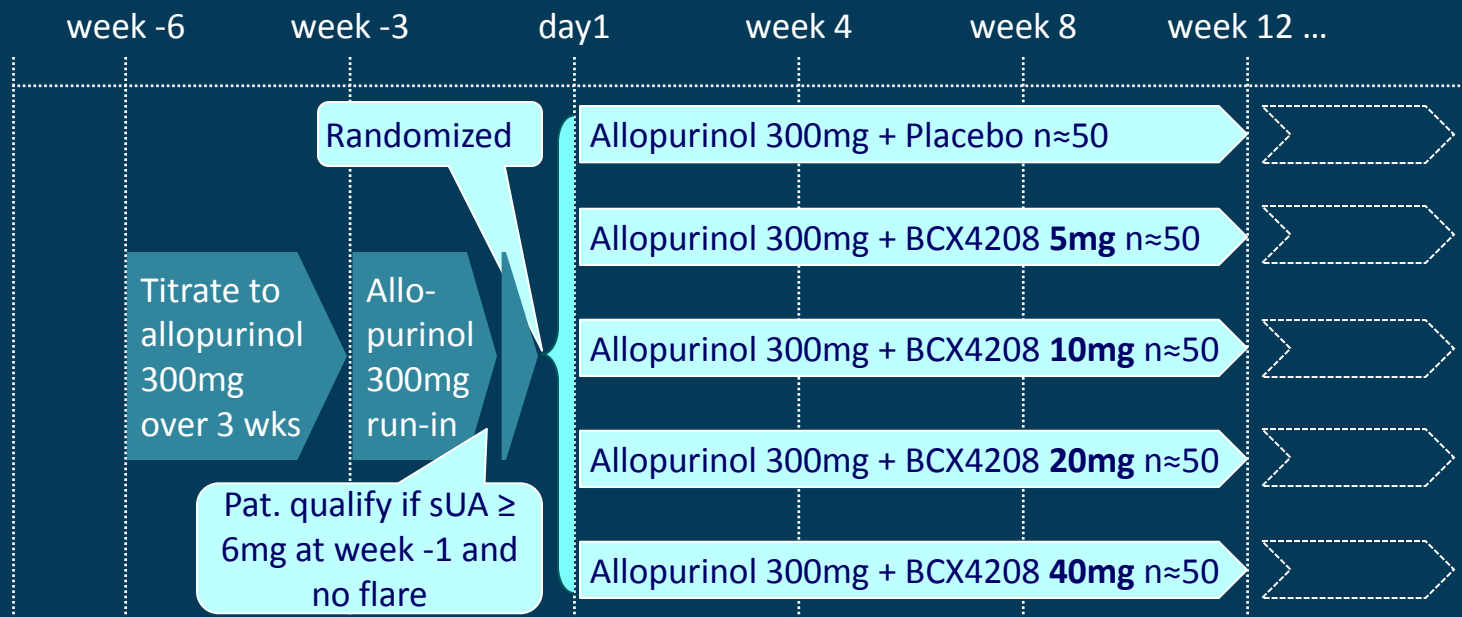 week -6 week -3 day1 week 4 week 8 week 12 ...
Randomized
Allopurinol 300mg + Placebo n≈50
Allopurinol 300mg + BCX4208 5mg n≈50
Titrate to
allopurinol
300mg
over 3 wks
Allo-
purinol
300mg
run-in
Allopurinol 300mg + BCX4208 10mg n≈50
Allopurinol 300mg + BCX4208 20mg n≈50
Pat. qualify if sUA ≥
6mg at week -1 and
no flare
Allopurinol 300mg + BCX4208 40mg n≈50